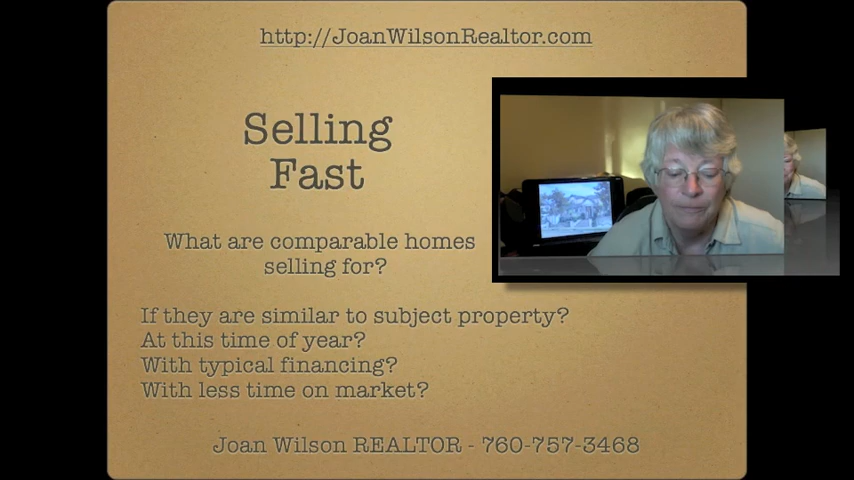 http://JoanWilsonRealtor.com
Selling
Fast
What are comparable homes
selling for?
If they are similar to subject property?
At this time of year?
With typical financing?
With less time on market?
Joan Wilson REALTOR - 760-757-3468